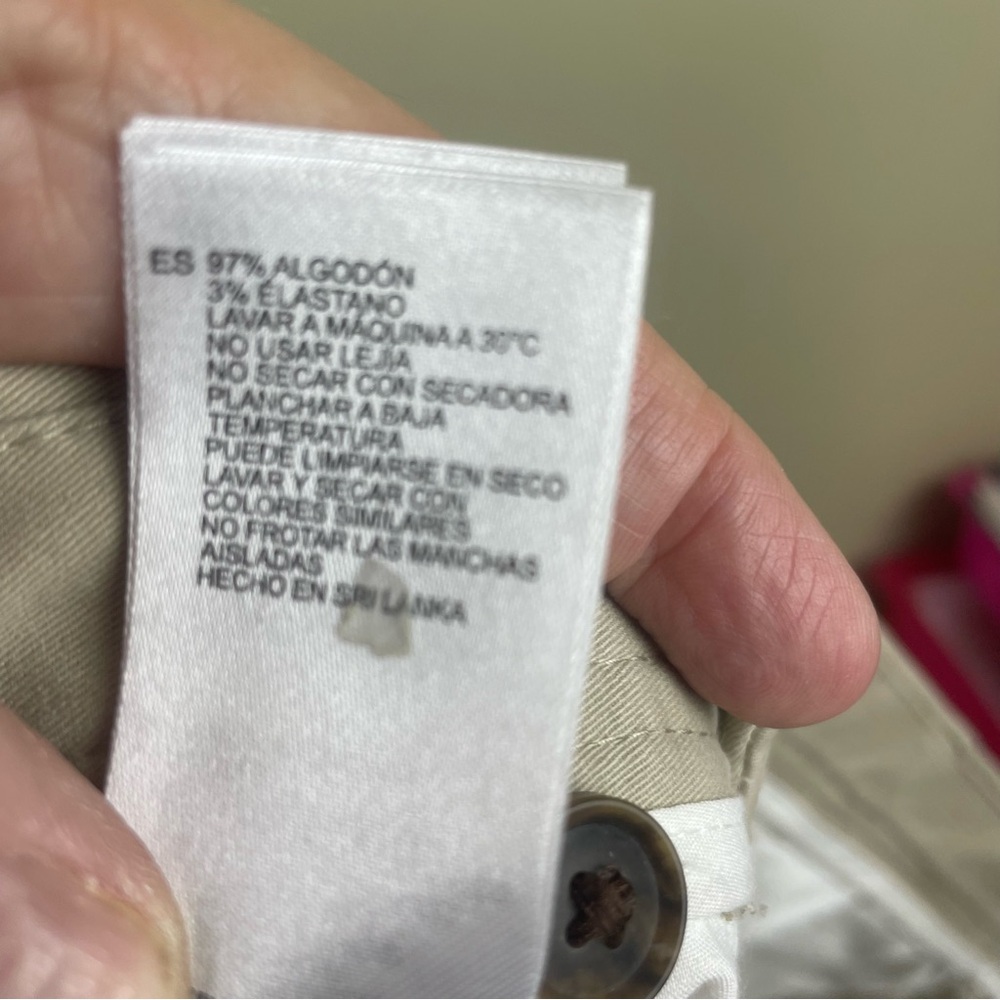 ES 97% ALGODÓN
3% ELASTANO
LAVAR A MÁQUINA A 30°C
NO USAR LEJÍA
NO SECAR CON SECADORA
PLANCHAR A BAJA
TEMPERATURA
PUEDE LIMPIARSE EN SECO
LAVAR Y SECAR CON
COLORES SIMILARES
NO FROTAR LAS MANCHAS
AISLADAS
HECHO EN SRI LANKA